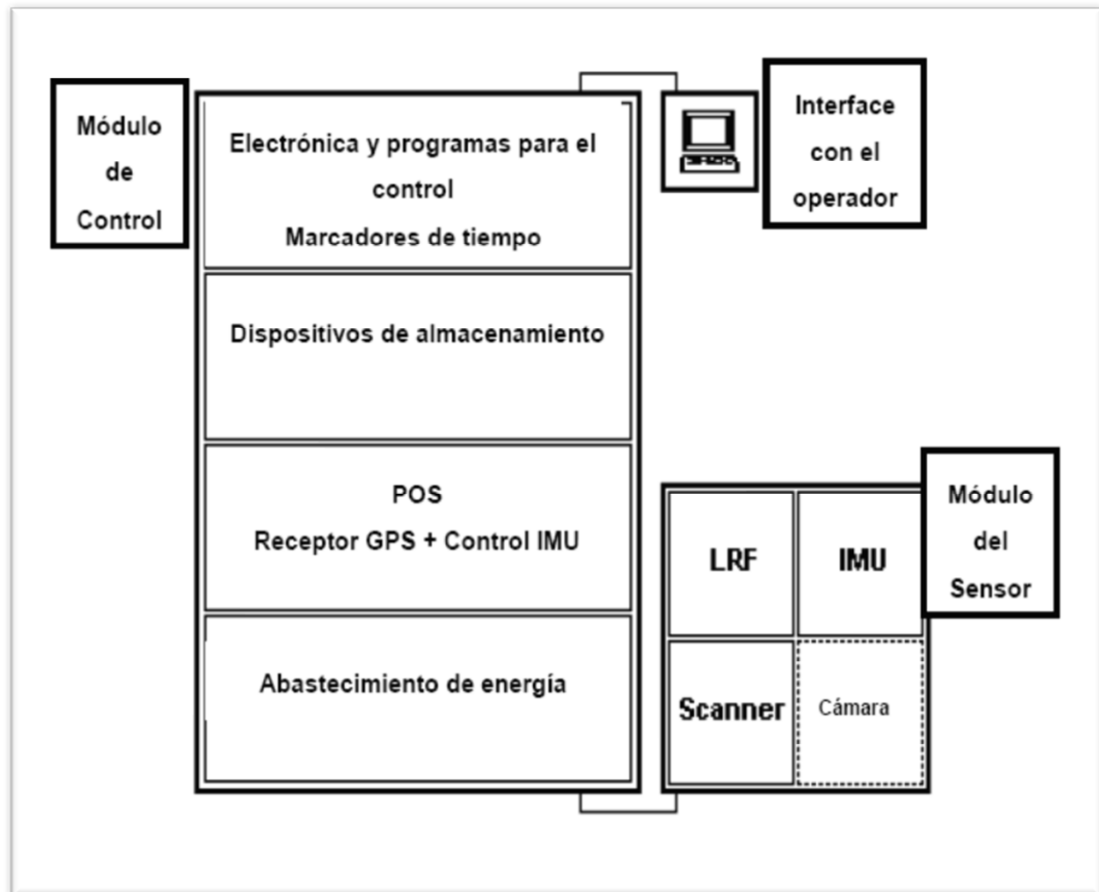 Módulo
de
Control
Electrónica y programas para el
control
Marcadores de tiempo
Dispositivos de almacenamiento
POS
Receptor GPS + Control IMU
Abastecimiento de energía
Interface
con el
operador
LRF
IMU
Scanner
Cámara
Módulo
del
Sensor